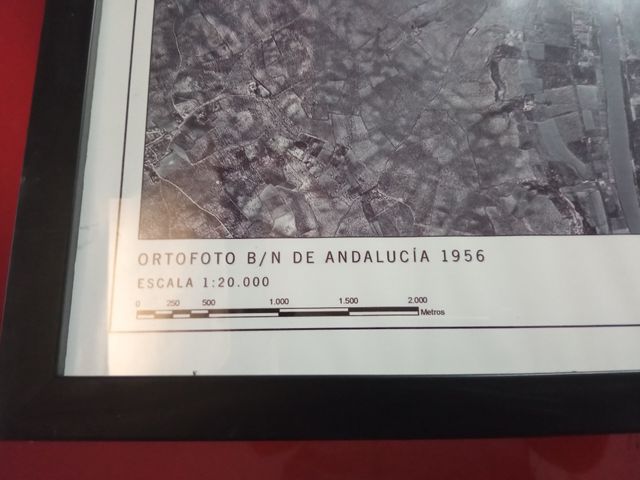 ORTOFOTO B/N DE ANDALUCÍA 1956
ESCALA 1:20.000
0 250 500 1.000 1.500 2.000
Metros